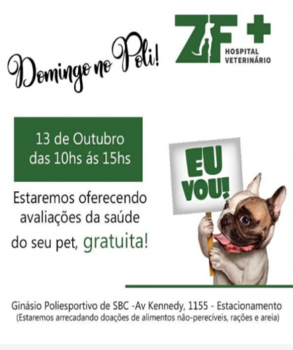 Domingo no Poli!
ZF+
HOSPITAL
VETERINÁRIO
13 de Outubro
das 10hs ás 15hs
EU
VOU!
Estaremos oferecendo
avaliações da saúde
do seu pet, gratuita!
Ginásio Poliesportivo de SBC -Av Kennedy, 1155 - Estacionamento
(Estaremos arrecadando doações de alimentos não-perecíveis, rações e areia)